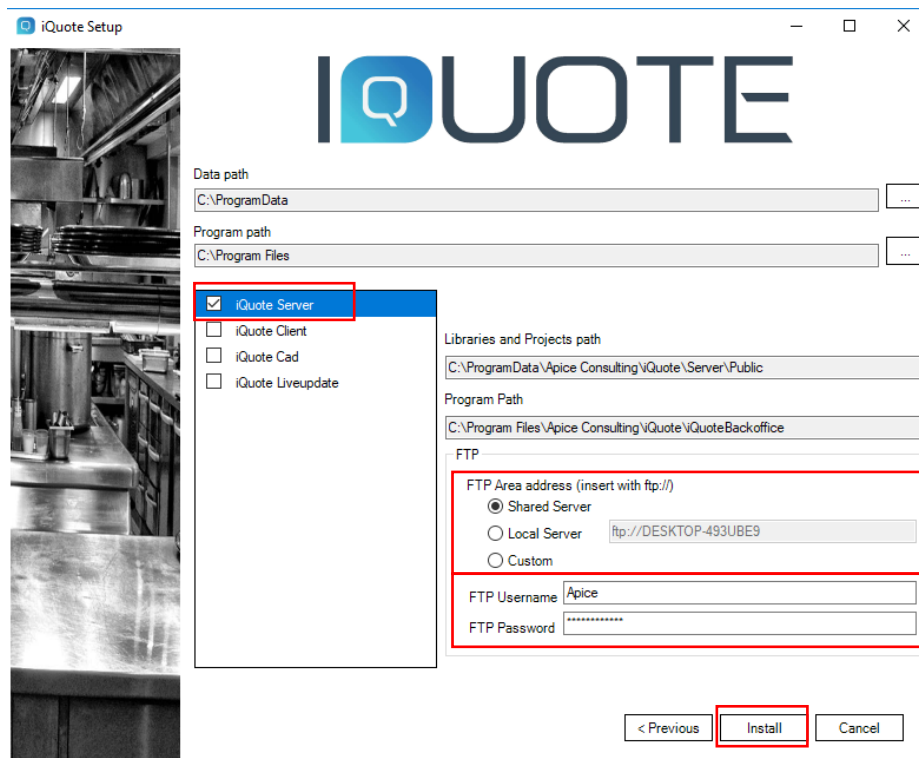 iQuote Setup
IQUOTE
Data path
C:\ProgramData
...
Program path
C:\Program Files
...
iQuote Server
iQuote Client
iQuote Cad
iQuote Liveupdate
Libraries and Projects path
C:\ProgramData\Apice Consulting\iQuote\Server\Public
Program Path
C:\Program Files\Apice Consulting\iQuote\iQuoteBackoffice
FTP
FTP Area address (insert with ftp://)
Shared Server
Local Server ftp://DESKTOP-493UBE9
Custom
FTP Username Apice
FTP Password ************
< Previous Install Cancel